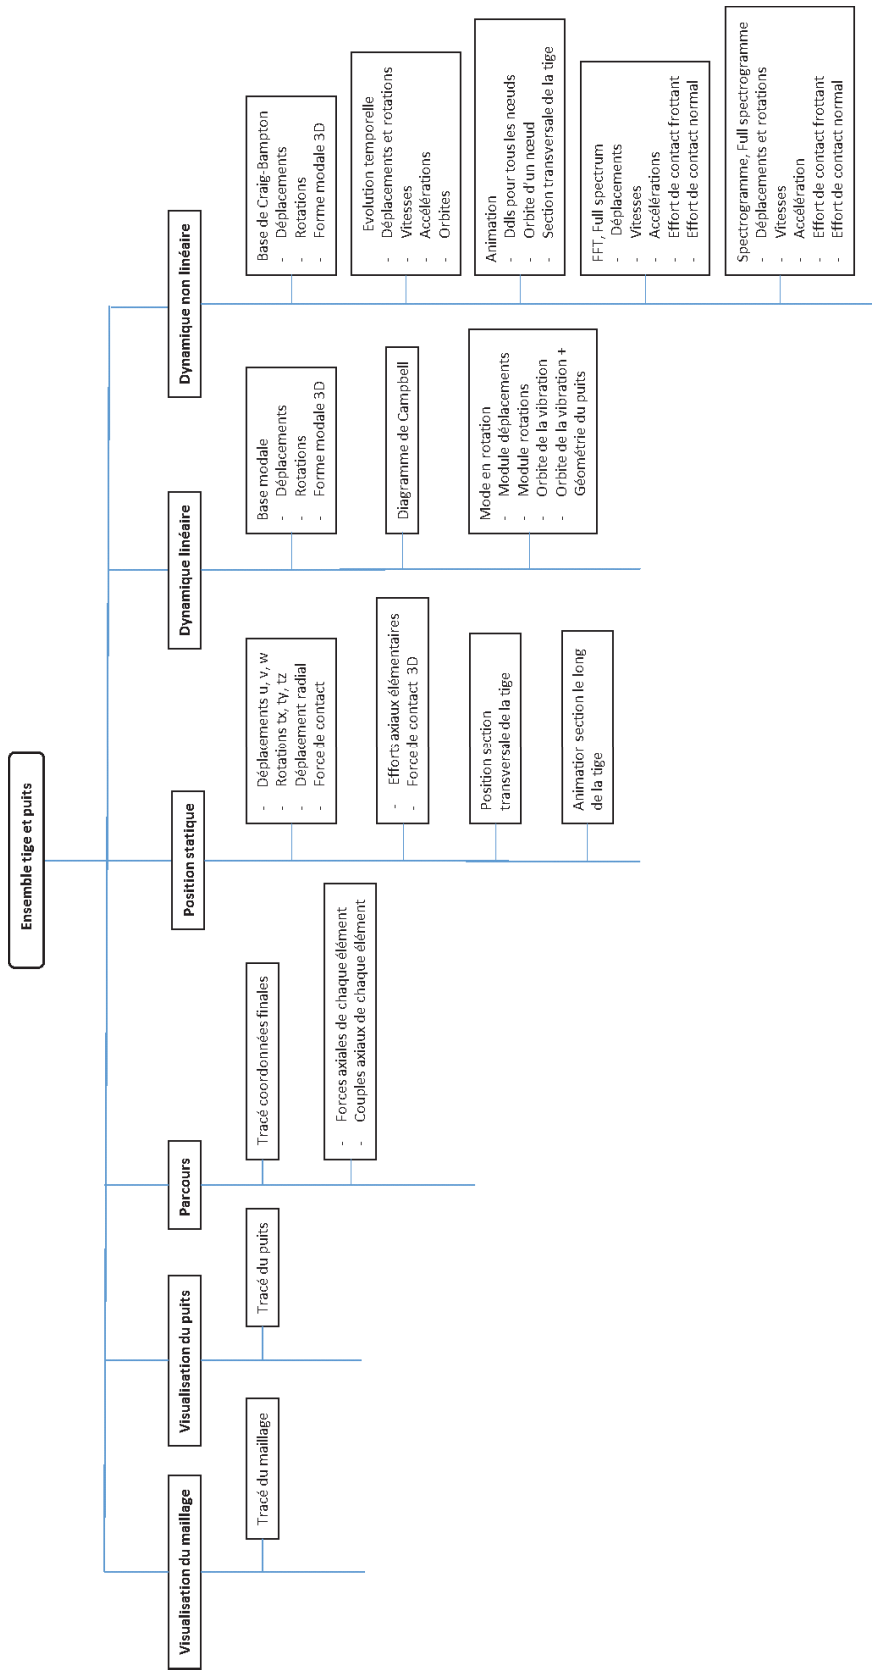 Ensemble tige et puits
Visualisation du maillage
Tracé du maillage
Visualisation du puits
Tracé du puits
Parcours
Tracé coordonnées finales
- Forces axiales de chaque élément
- Couples axiaux de chaque élément
Position statique
- Déplacements u, v, w
- Rotations tx, ty, tz
- Déplacement radial
- Force de contact
- Efforts axiaux élémentaires
- Force de contact 3D
Position section
transversale de la tige
Animation section le long
de la tige
Dynamique linéaire
Base modale
- Déplacements
- Rotations
- Forme modale 3D
Diagramme de Campbell
Mode en rotation
- Module déplacements
- Module rotations
- Orbite de la vibration
- Orbite de la vibration +
Géométrie du puits
Dynamique non linéaire
Base de Craig-Bampton
- Déplacements
- Rotations
- Forme modale 3D
Evolution temporelle
- Déplacements et rotations
- Vitesses
- Accélérations
- Orbites
Animation
- Ddls pour tous les nœuds
- Orbite d'un nœud
- Section transversale de la tige
FFT, Full spectrum
- Déplacements
- Vitesses
- Accélérations
- Effort de contact frottant
- Effort de contact normal
Spectrogramme, Full spectrogramme
- Déplacements et rotations
- Vitesses
- Accélération
- Effort de contact frottant
- Effort de contact normal